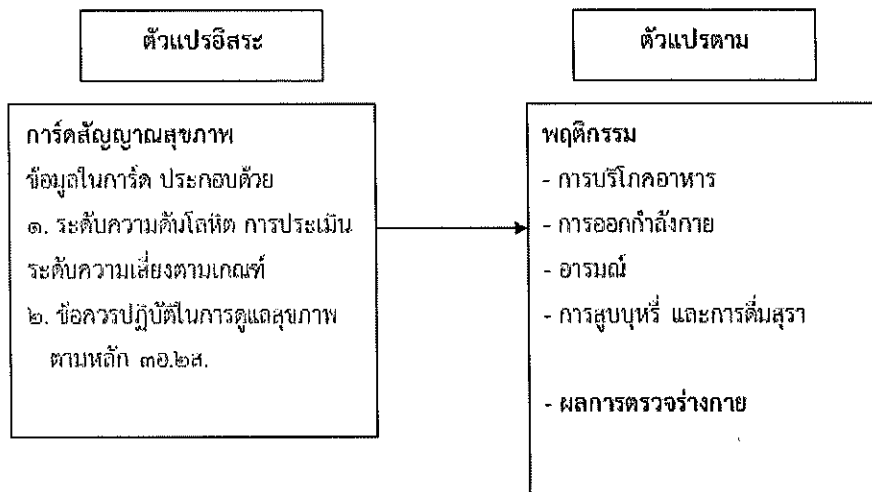 ตัวแปรอิสระ
ตัวแปรตาม
การ์ดสัญญาณสุขภาพ
ข้อมูลในการ์ด ประกอบด้วย
๑. ระดับความดันโลหิต การประเมิน
ระดับความเสี่ยงตามเกณฑ์
๒. ข้อควรปฏิบัติในการดูแลสุขภาพ
ตามหลัก ๓อ.๒ส.
พฤติกรรม
- การบริโภคอาหาร
- การออกกำลังกาย
- อารมณ์
- การสูบบุหรี่ และการดื่มสุรา
- ผลการตรวจร่างกาย